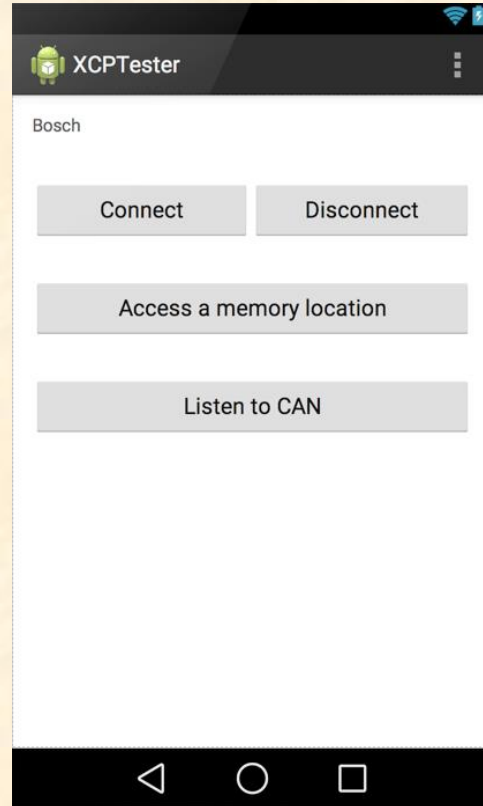 XCPTester
Bosch
Connect Disconnect
Access a memory location
Listen to CAN